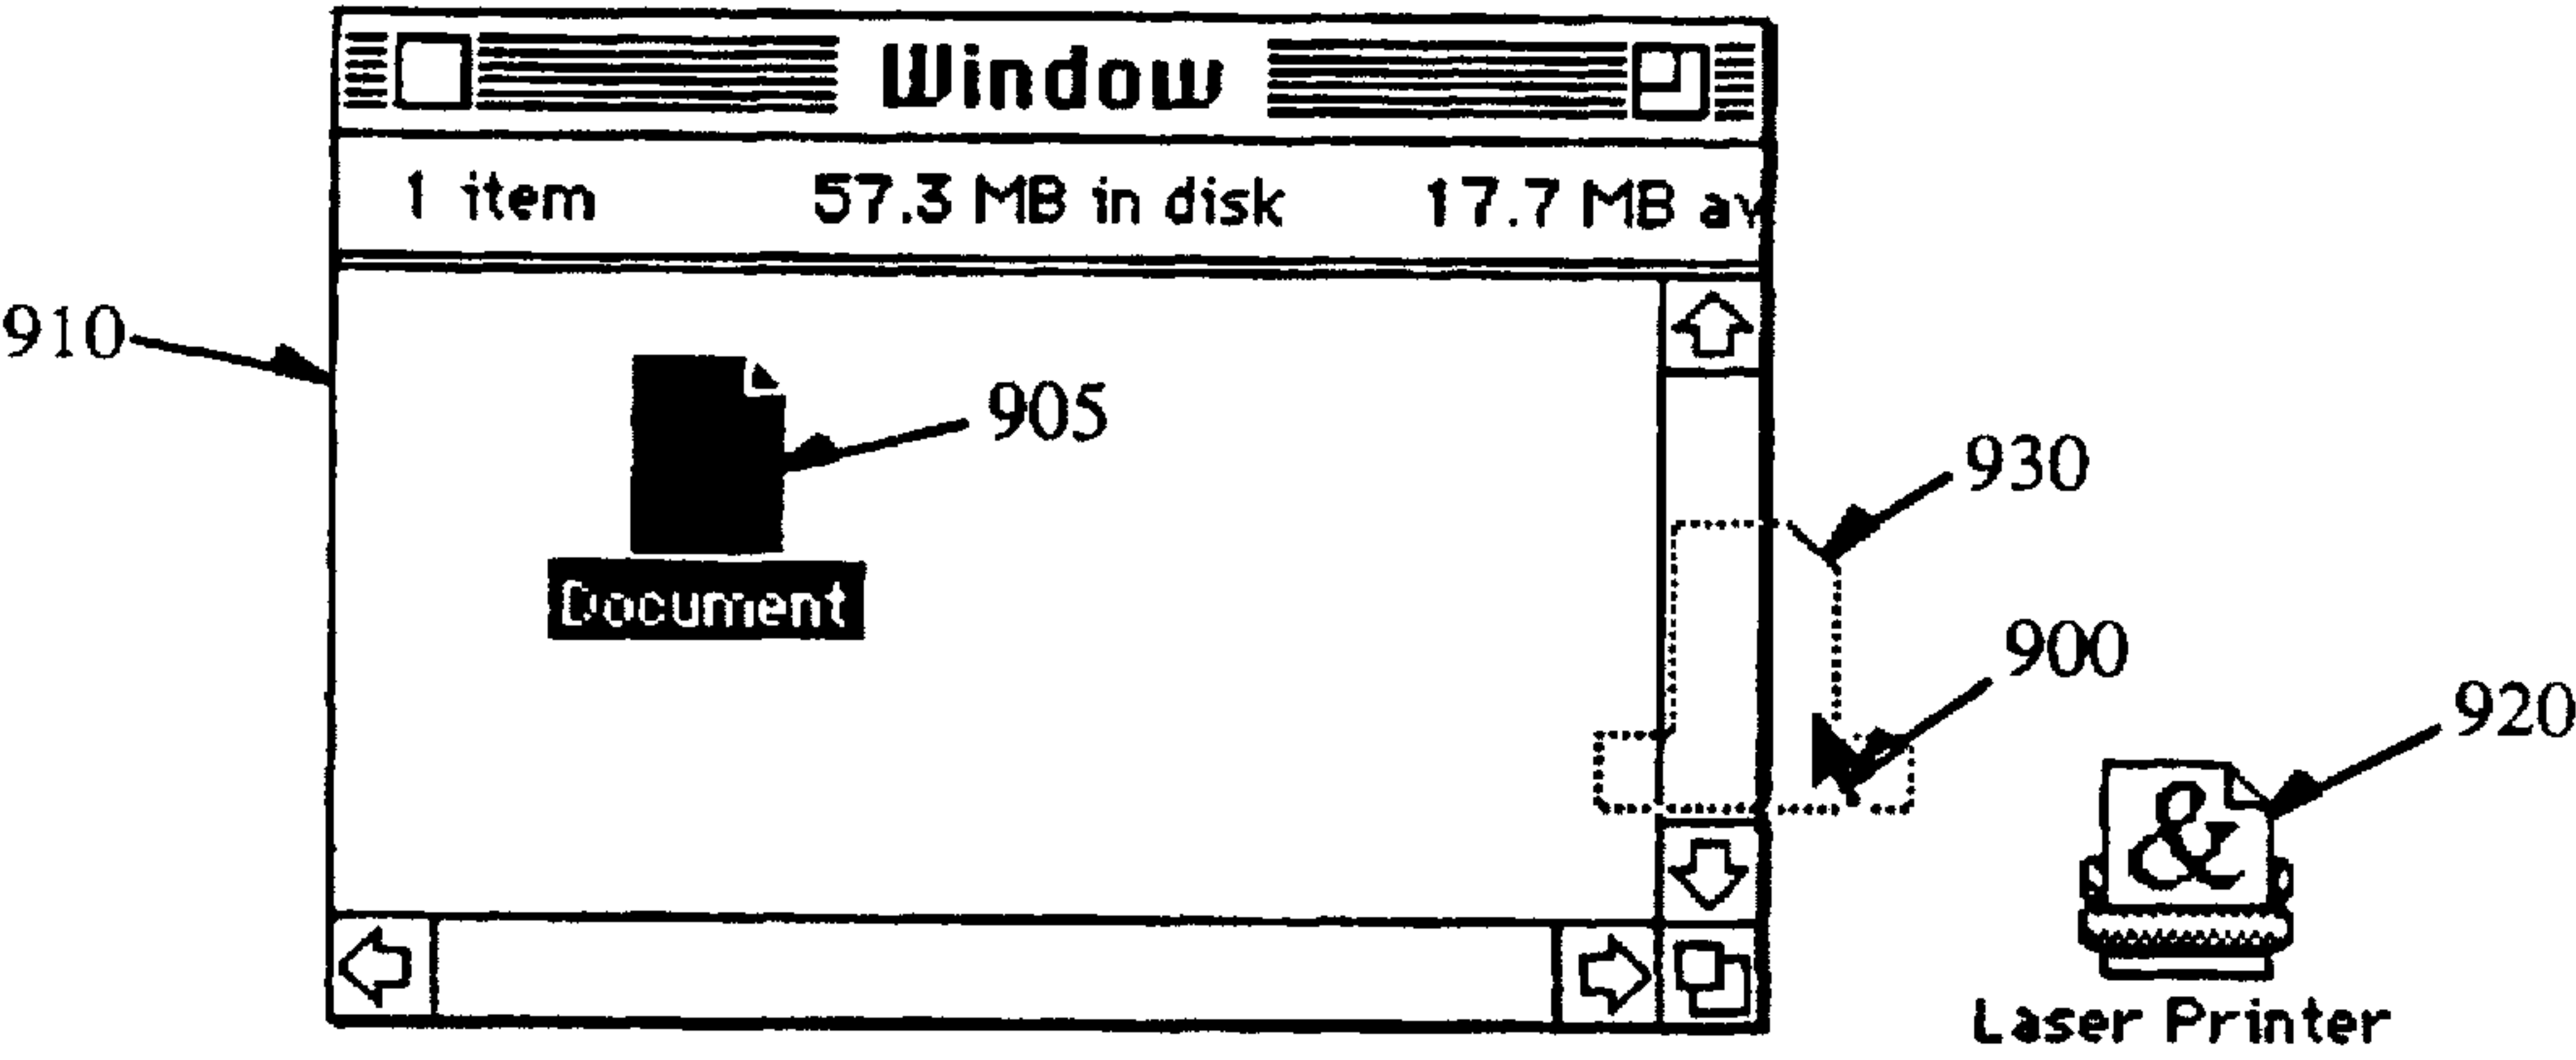 Window
1 item 57.3 MB in disk 17.7 MB av
910
905
Document
930
900
920
&
Laser Printer